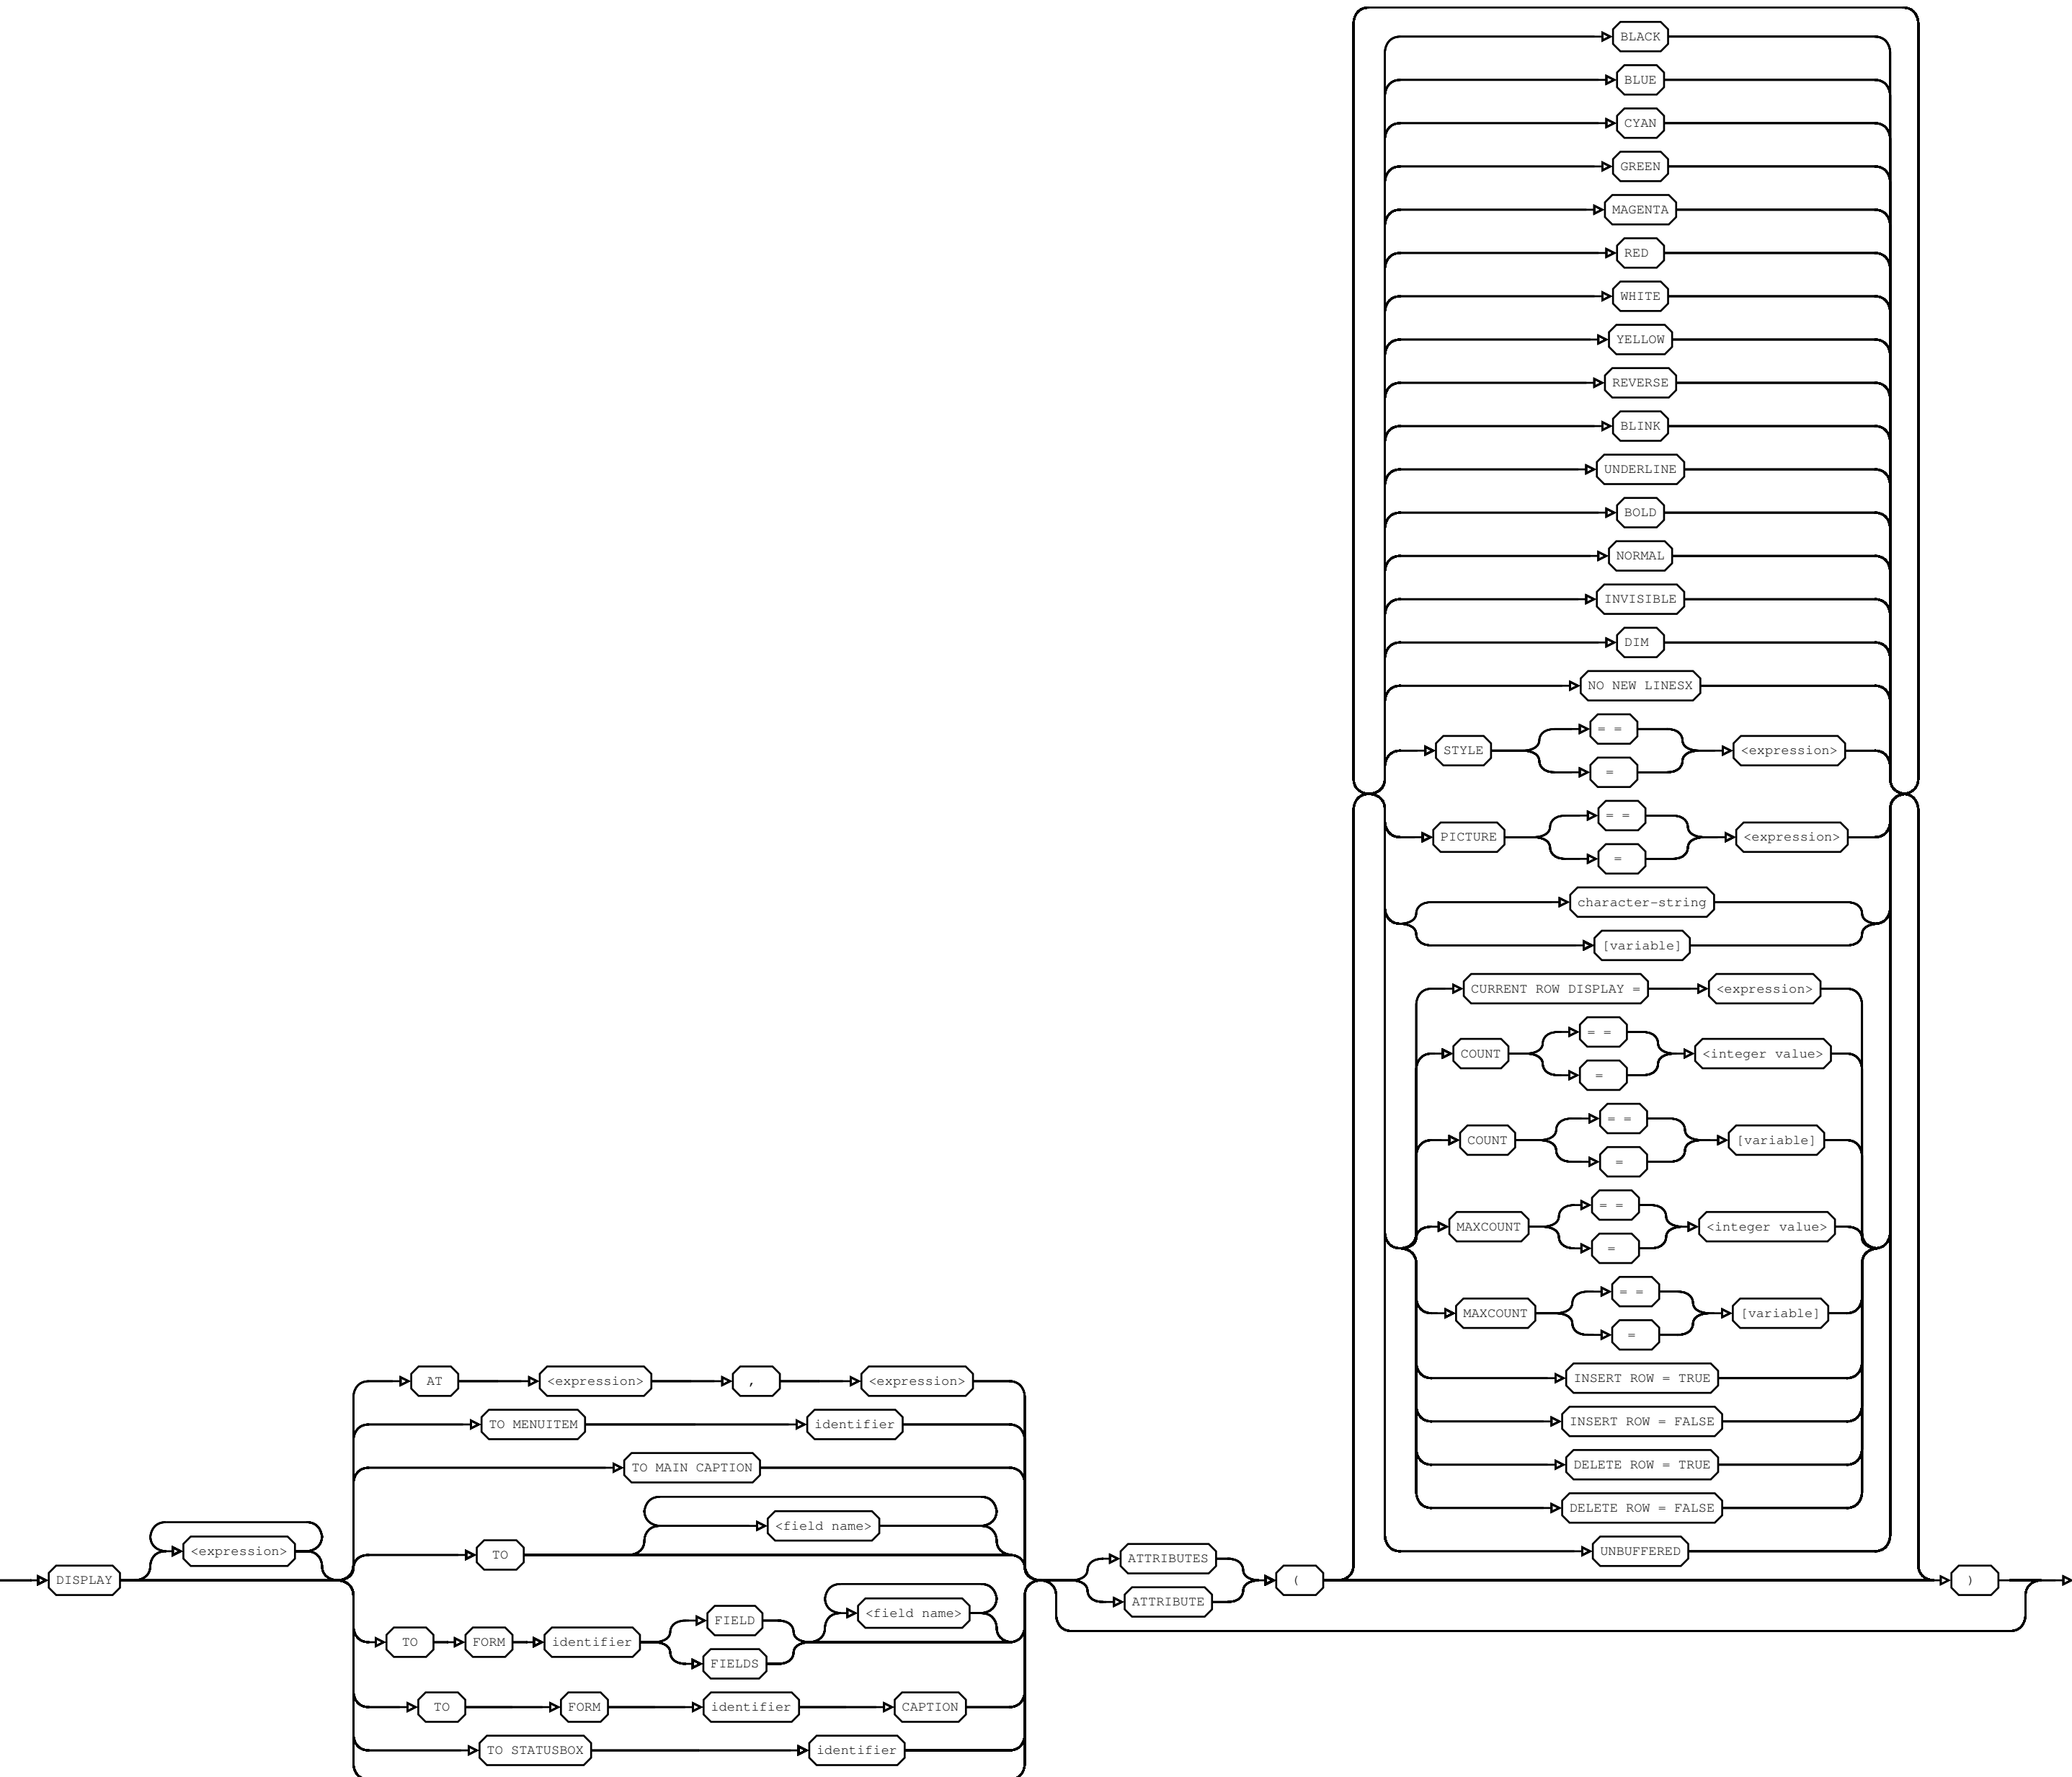 BLACK
BLUE
CYAN
GREEN
MAGENTA
RED
WHITE
YELLOW
REVERSE
BLINK
UNDERLINE
BOLD
NORMAL
INVISIBLE
DIM
NO NEW LINESX
= =
STYLE <expression>
=
= =
PICTURE <expression>
=
character-string
[variable]
CURRENT ROW DISPLAY = <expression>
= =
COUNT <integer value>
=
= =
COUNT [variable]
=
= =
MAXCOUNT <integer value>
=
= =
MAXCOUNT [variable]
=
INSERT ROW = TRUE
INSERT ROW = FALSE
DELETE ROW = TRUE
DELETE ROW = FALSE
UNBUFFERED
AT <expression> , <expression>
TO MENUITEM identifier
TO MAIN CAPTION
<field name>
TO
<expression>
DISPLAY
ATTRIBUTES
ATTRIBUTE
( )
<field name>
FIELD
TO FORM identifier
FIELDS
TO FORM identifier CAPTION
TO STATUSBOX identifier